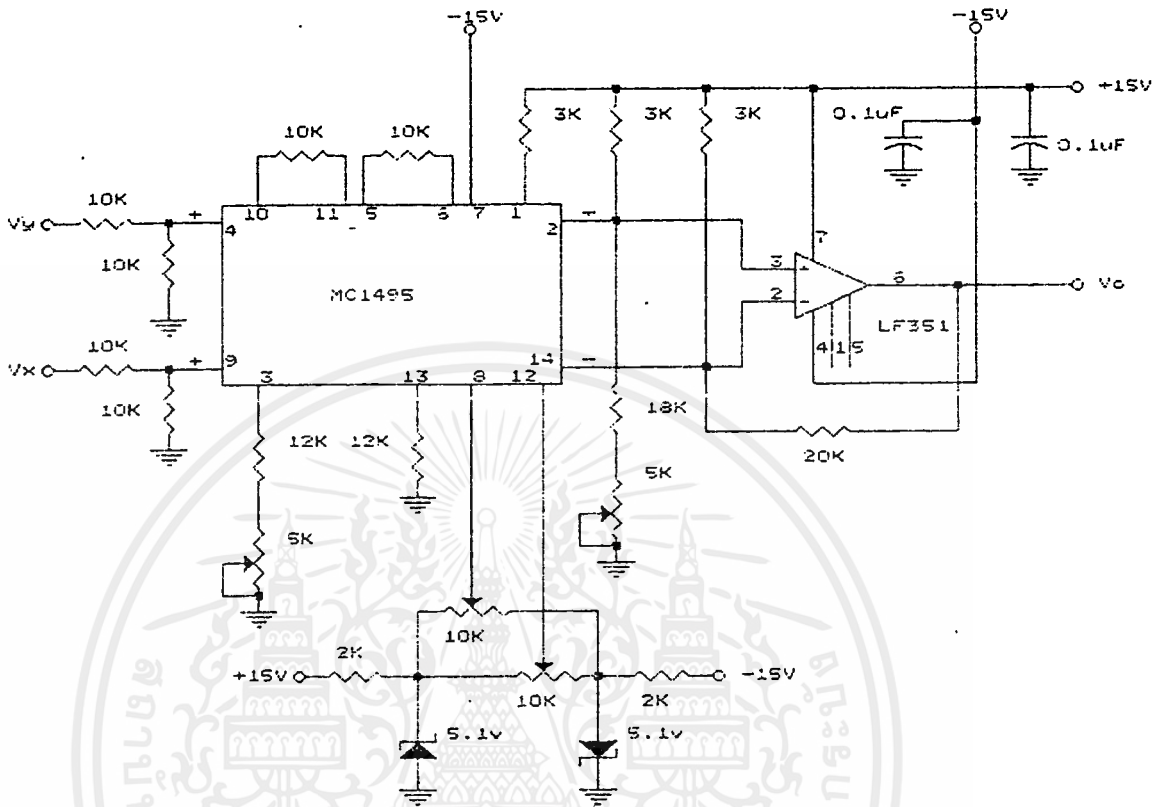 -15V
-15V
+15V
3K
3K
3K
0.1uF
0.1uF
10K
10K
10 11 5 6 7 1
Vy
10K
+
4
10K
MC1495
2
-
7
3
+
2
-
6
Vo
LF351
4 1 5
Vx
10K
+
9
10K
3 13 8 12
14
-
12K
12K
18K
20K
5K
5K
10K
+15V
2K
10K
2K
-15V
5.1v
5.1v